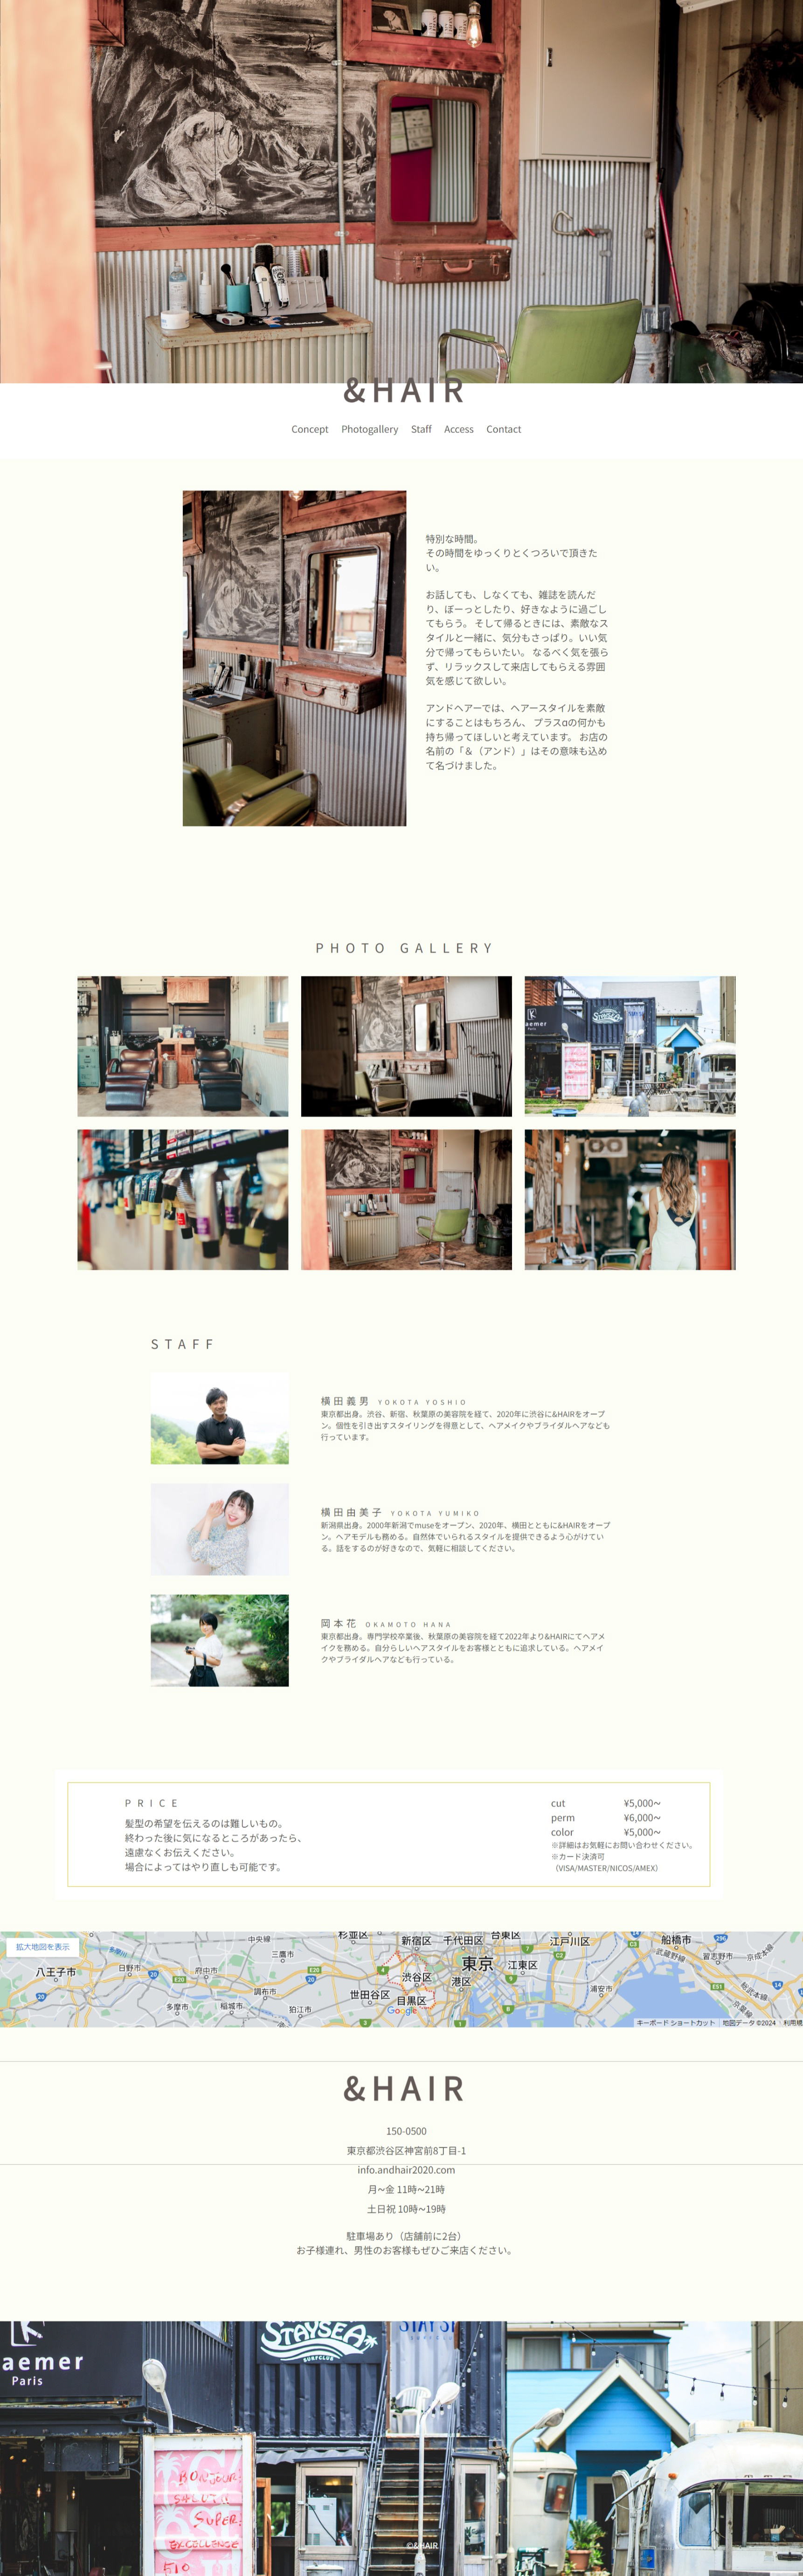 &HAIR
Concept Photogallery Staff Access Contact
特別な時間。
その時間をゆっくりとくつろいで頂きた
い。
お話しても、しなくても、雑誌を読んだ
り、ぼーっとしたり、好きなように過ごし
てもらう。 そして帰るときには、素敵なス
タイルと一緒に、気分もさっぱり。いい気
分で帰ってもらいたい。 なるべく気を張ら
ず、リラックスして来店してもらえる雰囲
気を感じて欲しい。
アンドヘアーでは、ヘアースタイルを素敵
にすることはもちろん、 プラスαの何かも
持ち帰ってほしいと考えています。 お店の
名前の「＆（アンド）」はその意味も込め
て名づけました。
PHOTO GALLERY
aemer
STAYSEA
STAFF
横田義男 YOKOTA YOSHIO
東京都出身。渋谷、新宿、秋葉原の美容院を経て、2020年に渋谷に&HAIRをオープ
ン。個性を引き出すスタイリングを得意として、ヘアメイクやブライダルヘアなども
行っています。
横田由美子 YOKOTA YUMIKO
新潟県出身。2000年新潟でmuseをオープン、2020年、横田とともに&HAIRをオープ
ン。ヘアモデルも務める。自然体でいられるスタイルを提供できるよう心がけてい
る。話をするのが好きなので、気軽に相談してください。
岡本花 OKAMOTO HANA
東京都出身。専門学校卒業後、秋葉原の美容院を経て2022年より&HAIRにてヘアメ
イクを務める。自分らしいヘアスタイルをお客様とともに追求している。ヘアメイ
クやブライダルヘアなども行っている。
PRICE
髪型の希望を伝えるのは難しいもの。
終わった後に気になるところがあったら、
遠慮なくお伝えください。
場合によってはやり直しも可能です。
cut ¥5,000~
perm ¥6,000~
color ¥5,000~
※詳細はお気軽にお問い合わせください。
※カード決済可
（VISA/MASTER/NICOS/AMEX）
拡大地図を表示
中央線 杉並区 新宿区 千代田区 台東区 江戸川区 船橋市
多摩川 三鷹市 武蔵野線 習志野市 京成本線
八王子市 日野市 府中市 渋谷区 東京 江東区
調布市 世田谷区 港区 浦安市 総武本線
多摩市 稲城市 狛江市 目黒区 京葉線
Google
キーボード ショートカット 地図データ ©2024 利用規
&HAIR
150-0500
東京都渋谷区神宮前8丁目-1
info.andhair2020.com
月~金 11時~21時
土日祝 10時~19時
駐車場あり（店舗前に2台）
お子様連れ、男性のお客様もぜひご来店ください。
aemer
Paris
STAYSEA
SURFCLUB
BONJOUR
SALUT!
SUPER!
EXCELLENCE
510
©&HAIR